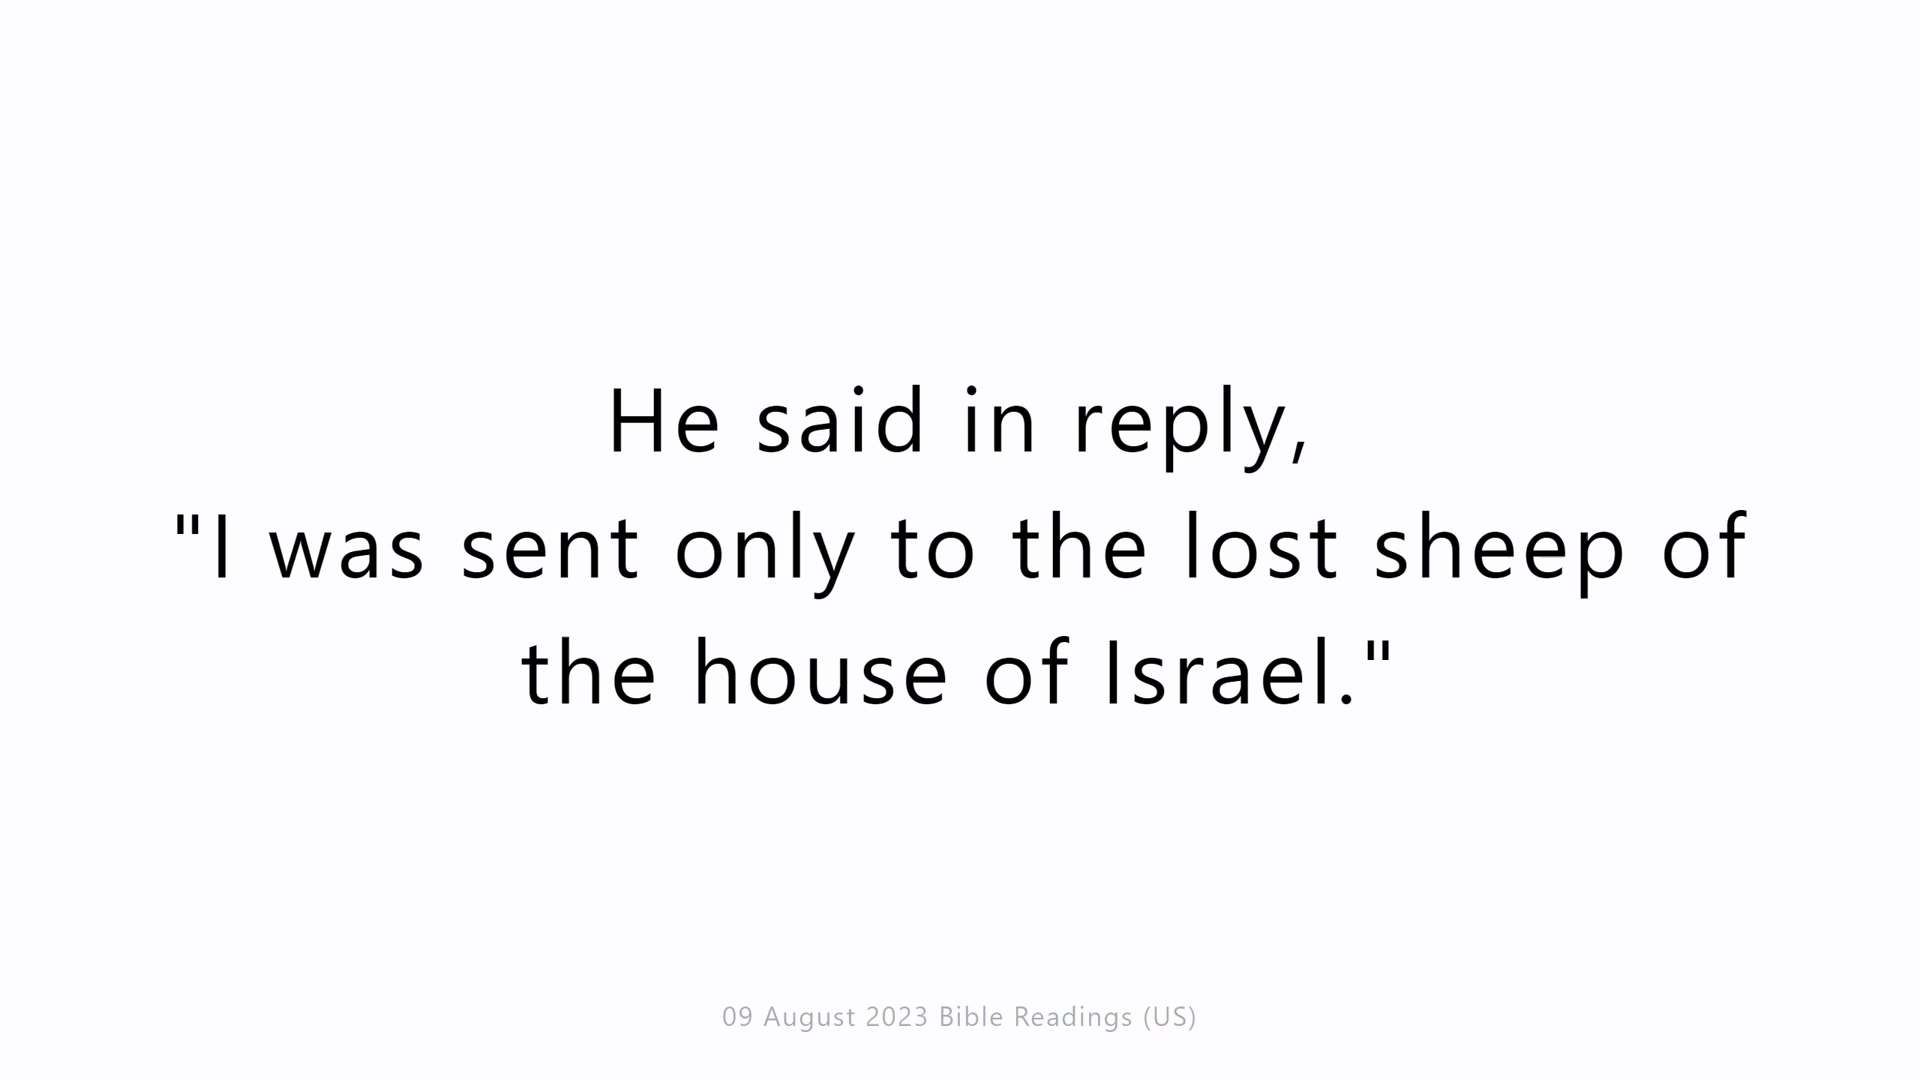 He said in reply,
"I was sent only to the lost sheep of
the house of Israel."
09 August 2023 Bible Readings (US)